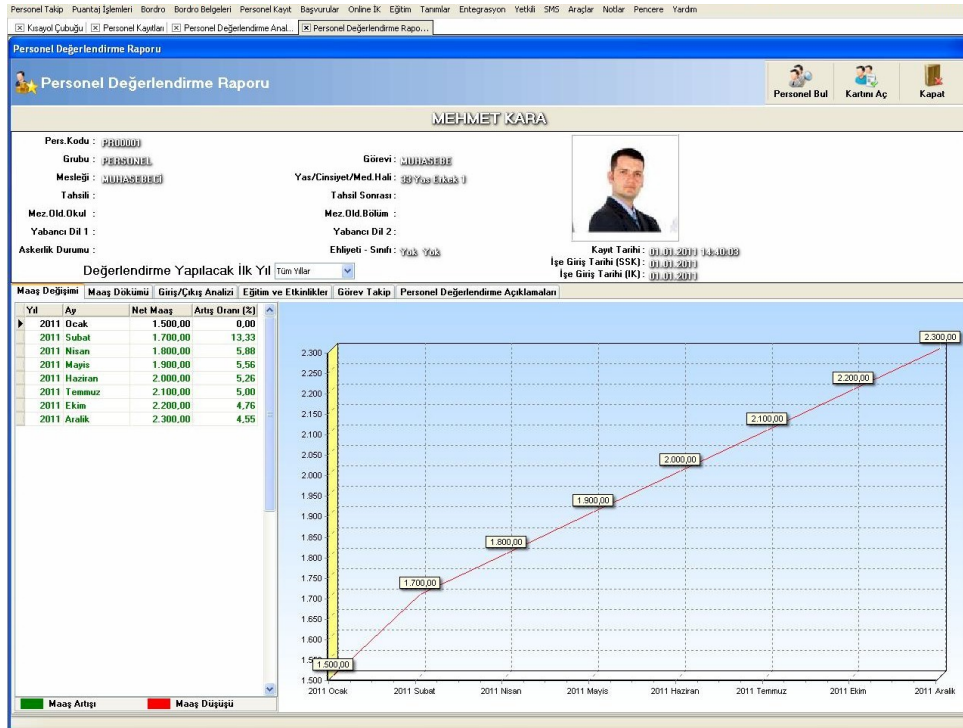 Personel Takip Puantaj İşlemleri Bordro Bordro Belgeleri Personel Kayıt Başvurular Online İK Eğitim Tanımlar Entegrasyon Yetkili SMS Araçlar Notlar Pencere Yardım
Kısayol Çubuğu Personel Kayıtları Personel Değerlendirme Anal... Personel Değerlendirme Rapo...
Personel Değerlendirme Raporu
Personel Değerlendirme Raporu
Personel Bul Kartını Aç Kapat
MEHMET KARA
Pers.Kodu : PR00001
Grubu : PERSONEL Görevi : MUHASEBE
Mesleği : MUHASEBECİ Yas/Cinsiyet/Med.Hali : 33 Yas Erkek 1
Tahsili : Tahsil Sonrası :
Mez.Old.Okul : Mez.Old.Bölüm :
Yabancı Dil 1 : Yabancı Dil 2 :
Askerlik Durumu : Ehliyeti - Sınıfı : Yok Yok
Kayıt Tarihi : 01.01.2011 14:40:03
İşe Giriş Tarihi (SSK) : 01.01.2011
İşe Giriş Tarihi (IK) : 01.01.2011
Değerlendirme Yapılacak İlk Yıl Tüm Yıllar
Maaş Değişimi Maaş Dökümü Giriş/Çıkış Analizi Eğitim ve Etkinlikler Görev Takip Personel Değerlendirme Açıklamaları
Yıl Ay Net Maaş Artış Oranı (%)
2011 Ocak 1.500,00 0,00
2011 Subat 1.700,00 13,33
2011 Nisan 1.800,00 5,88
2011 Mayis 1.900,00 5,56
2011 Haziran 2.000,00 5,26
2011 Temmuz 2.100,00 5,00
2011 Ekim 2.200,00 4,76
2011 Aralik 2.300,00 4,55
2.300,00
2.300
2.250
2.200,00
2.200
2.150
2.100,00
2.100
2.050
2.000,00
2.000
1.950
1.900,00
1.900
1.850
1.800,00
1.800
1.750
1.700,00
1.700
1.650
1.600
1.500,00
1.500
2011 Ocak 2011 Subat 2011 Nisan 2011 Mayis 2011 Haziran 2011 Temmuz 2011 Ekim 2011 Aralik
Maaş Artışı Maaş Düşüşü